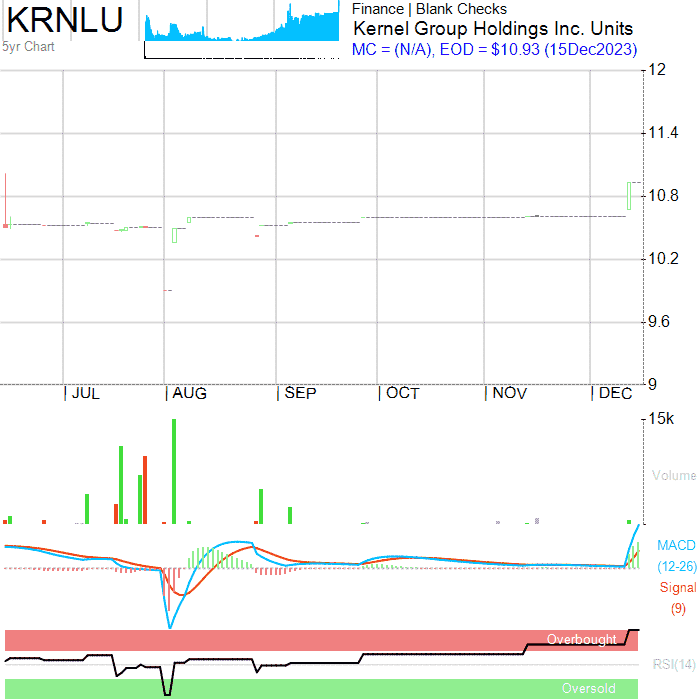 KRNLU
5yr Chart
Finance | Blank Checks
Kernel Group Holdings Inc. Units
MC = (N/A), EOD = $10.93 (15Dec2023)
12
11.4
10.8
10.2
9.6
9
JUL AUG SEP OCT NOV DEC
15k
Volume
MACD
(12-26)
Signal
(9)
Overbought
RSI(14)
Oversold